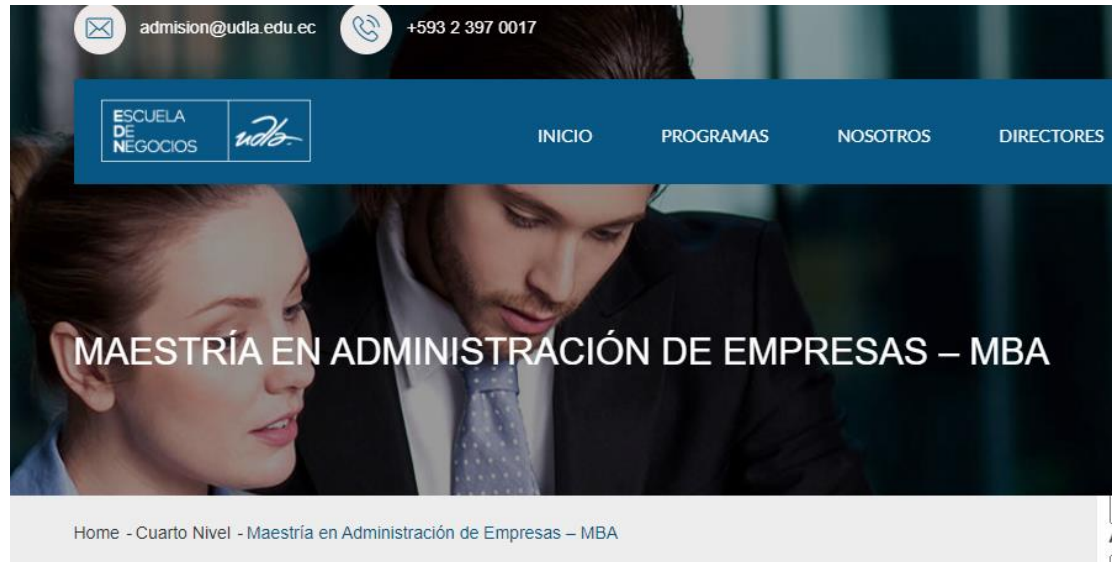 admision@udla.edu.ec +593 2 397 0017
ESCUELA
DE
NEGOCIOS
udla-
INICIO PROGRAMAS NOSOTROS DIRECTORES
MAESTRÍA EN ADMINISTRACIÓN DE EMPRESAS – MBA
Home - Cuarto Nivel - Maestría en Administración de Empresas – MBA